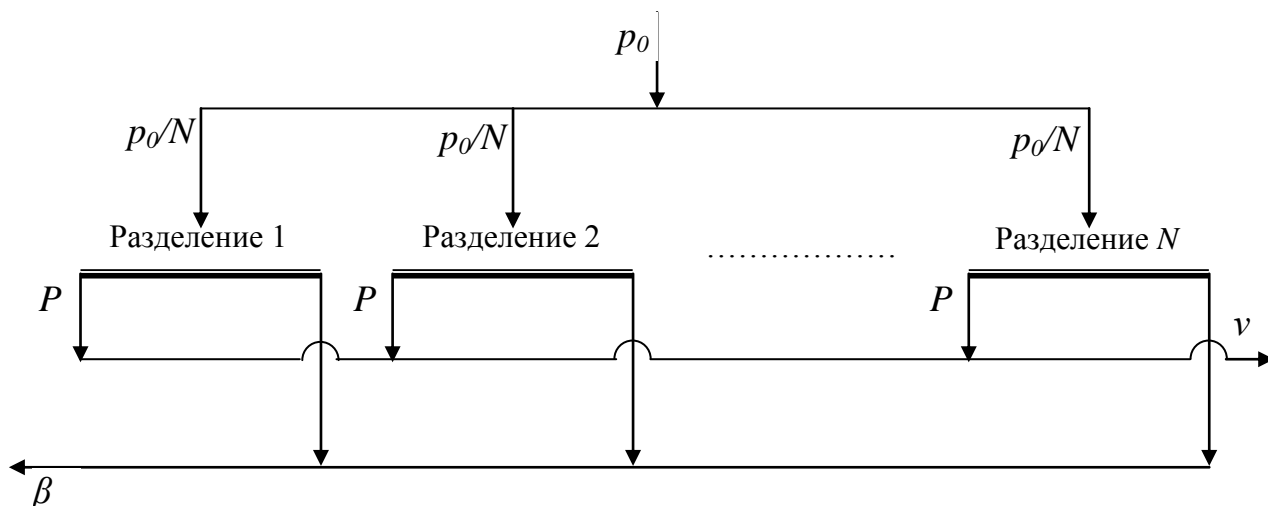 p₀
p₀/N p₀/N p₀/N
Разделение 1 Разделение 2 Разделение N
P P P
ν
β